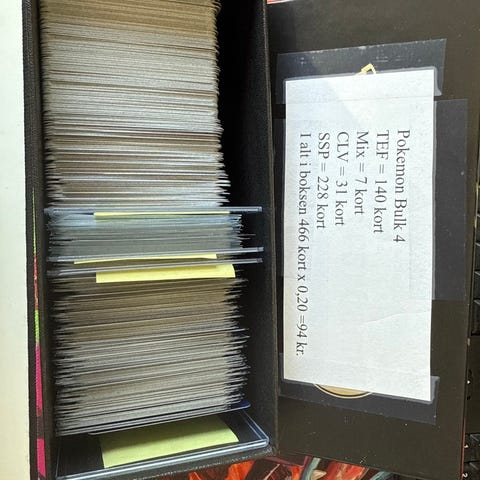 Pokemon Bulk 4
TEF = 140 kort
Mix = 7 kort
CLV = 31 kort
SSP = 228 kort
I alt i boksen 466 kort x 0,20 =94 kr.